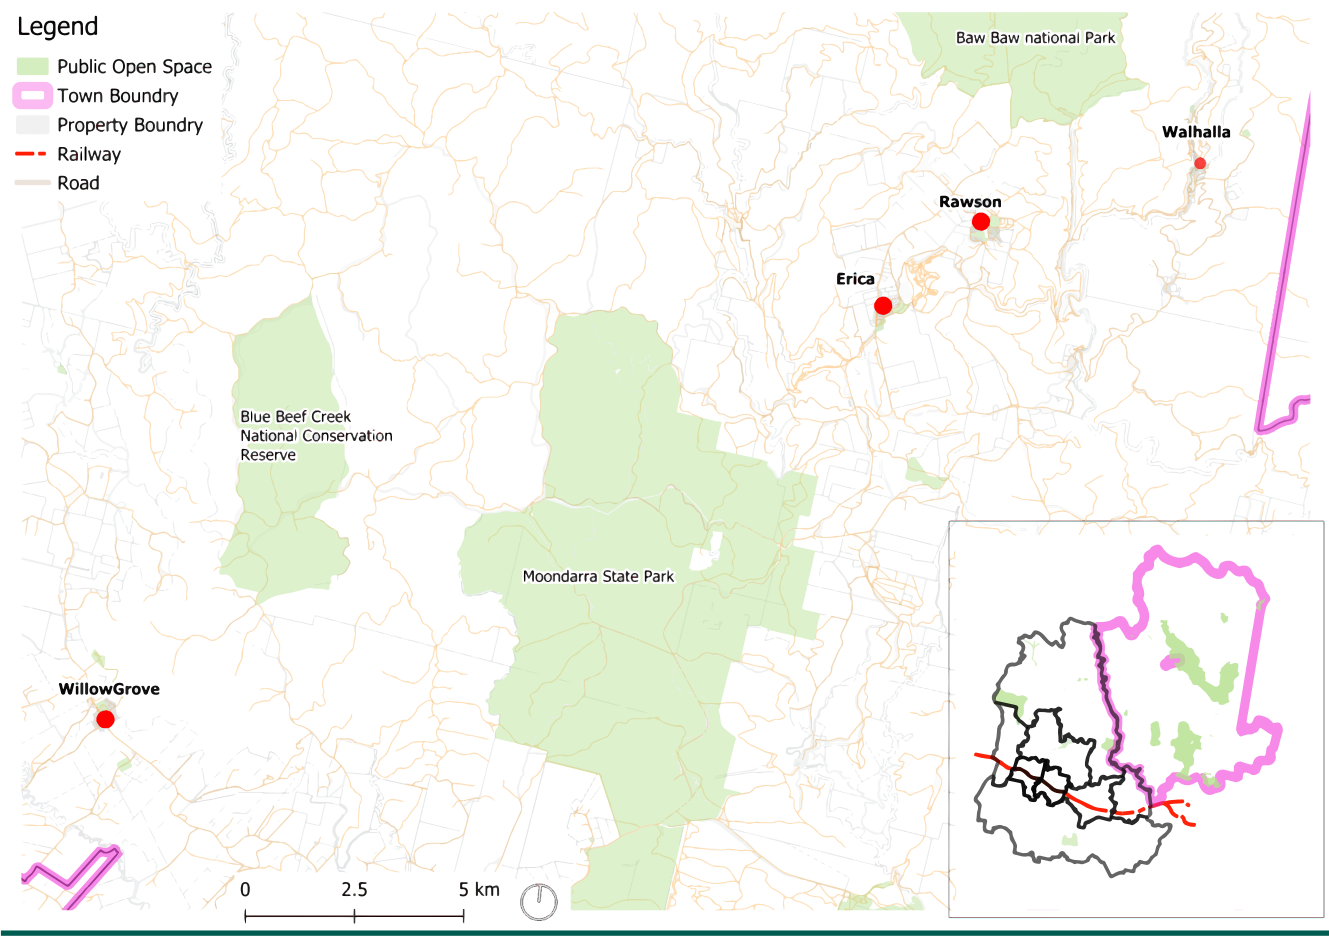 Legend
Public Open Space
Town Boundry
Property Boundry
Railway
Road
Baw Baw national Park
Walhalla
Rawson
Erica
Blue Beef Creek
National Conservation
Reserve
Moondarra State Park
WillowGrove
0 2.5 5 km